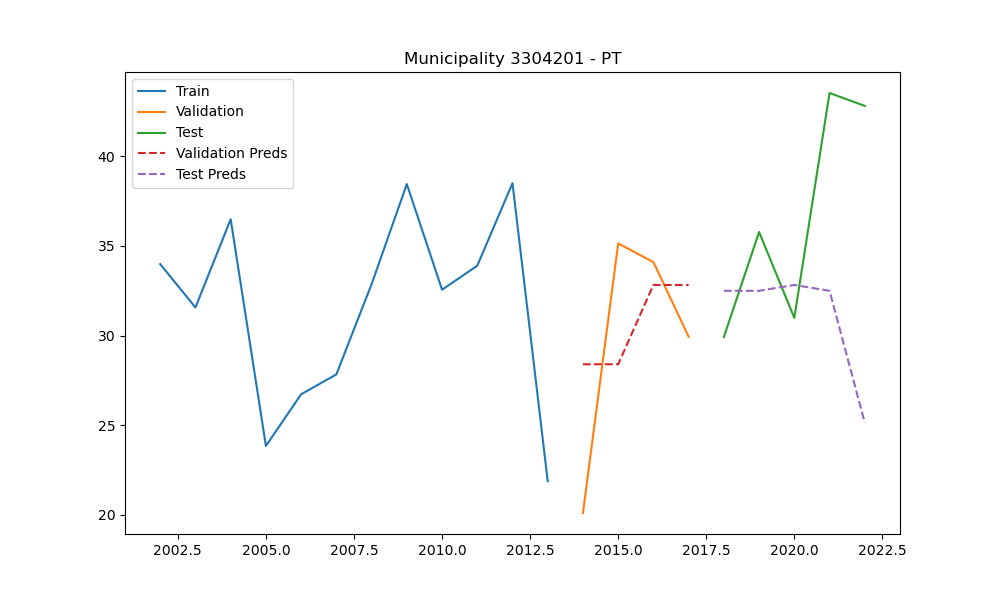 Municipality 3304201 - PT
Train
Validation
Test
Validation Preds
Test Preds
40
35
30
25
20
2002.5 2005.0 2007.5 2010.0 2012.5 2015.0 2017.5 2020.0 2022.5